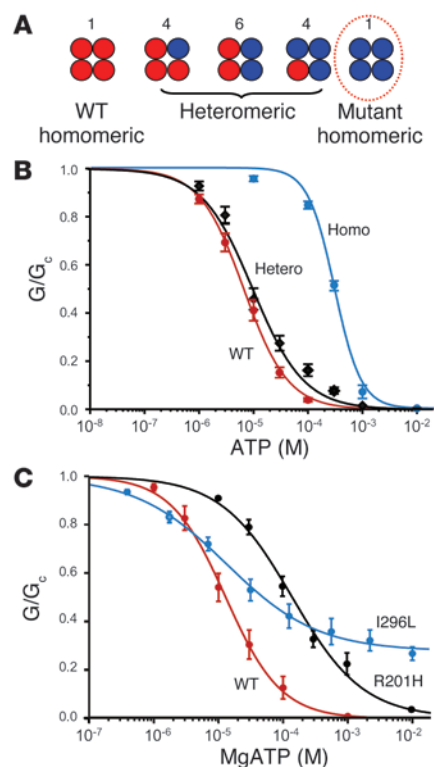 A
1 4 6 4 1
WT homomeric
Heteromeric
Mutant homomeric
B
G/Gc
1.0
0.8
0.6
0.4
0.2
0.0
Homo
Hetero
WT
10⁻⁸ 10⁻⁷ 10⁻⁶ 10⁻⁵ 10⁻⁴ 10⁻³ 10⁻²
ATP (M)
C
G/Gc
1.0
0.8
0.6
0.4
0.2
0.0
I296L
WT
R201H
10⁻⁷ 10⁻⁶ 10⁻⁵ 10⁻⁴ 10⁻³ 10⁻²
MgATP (M)